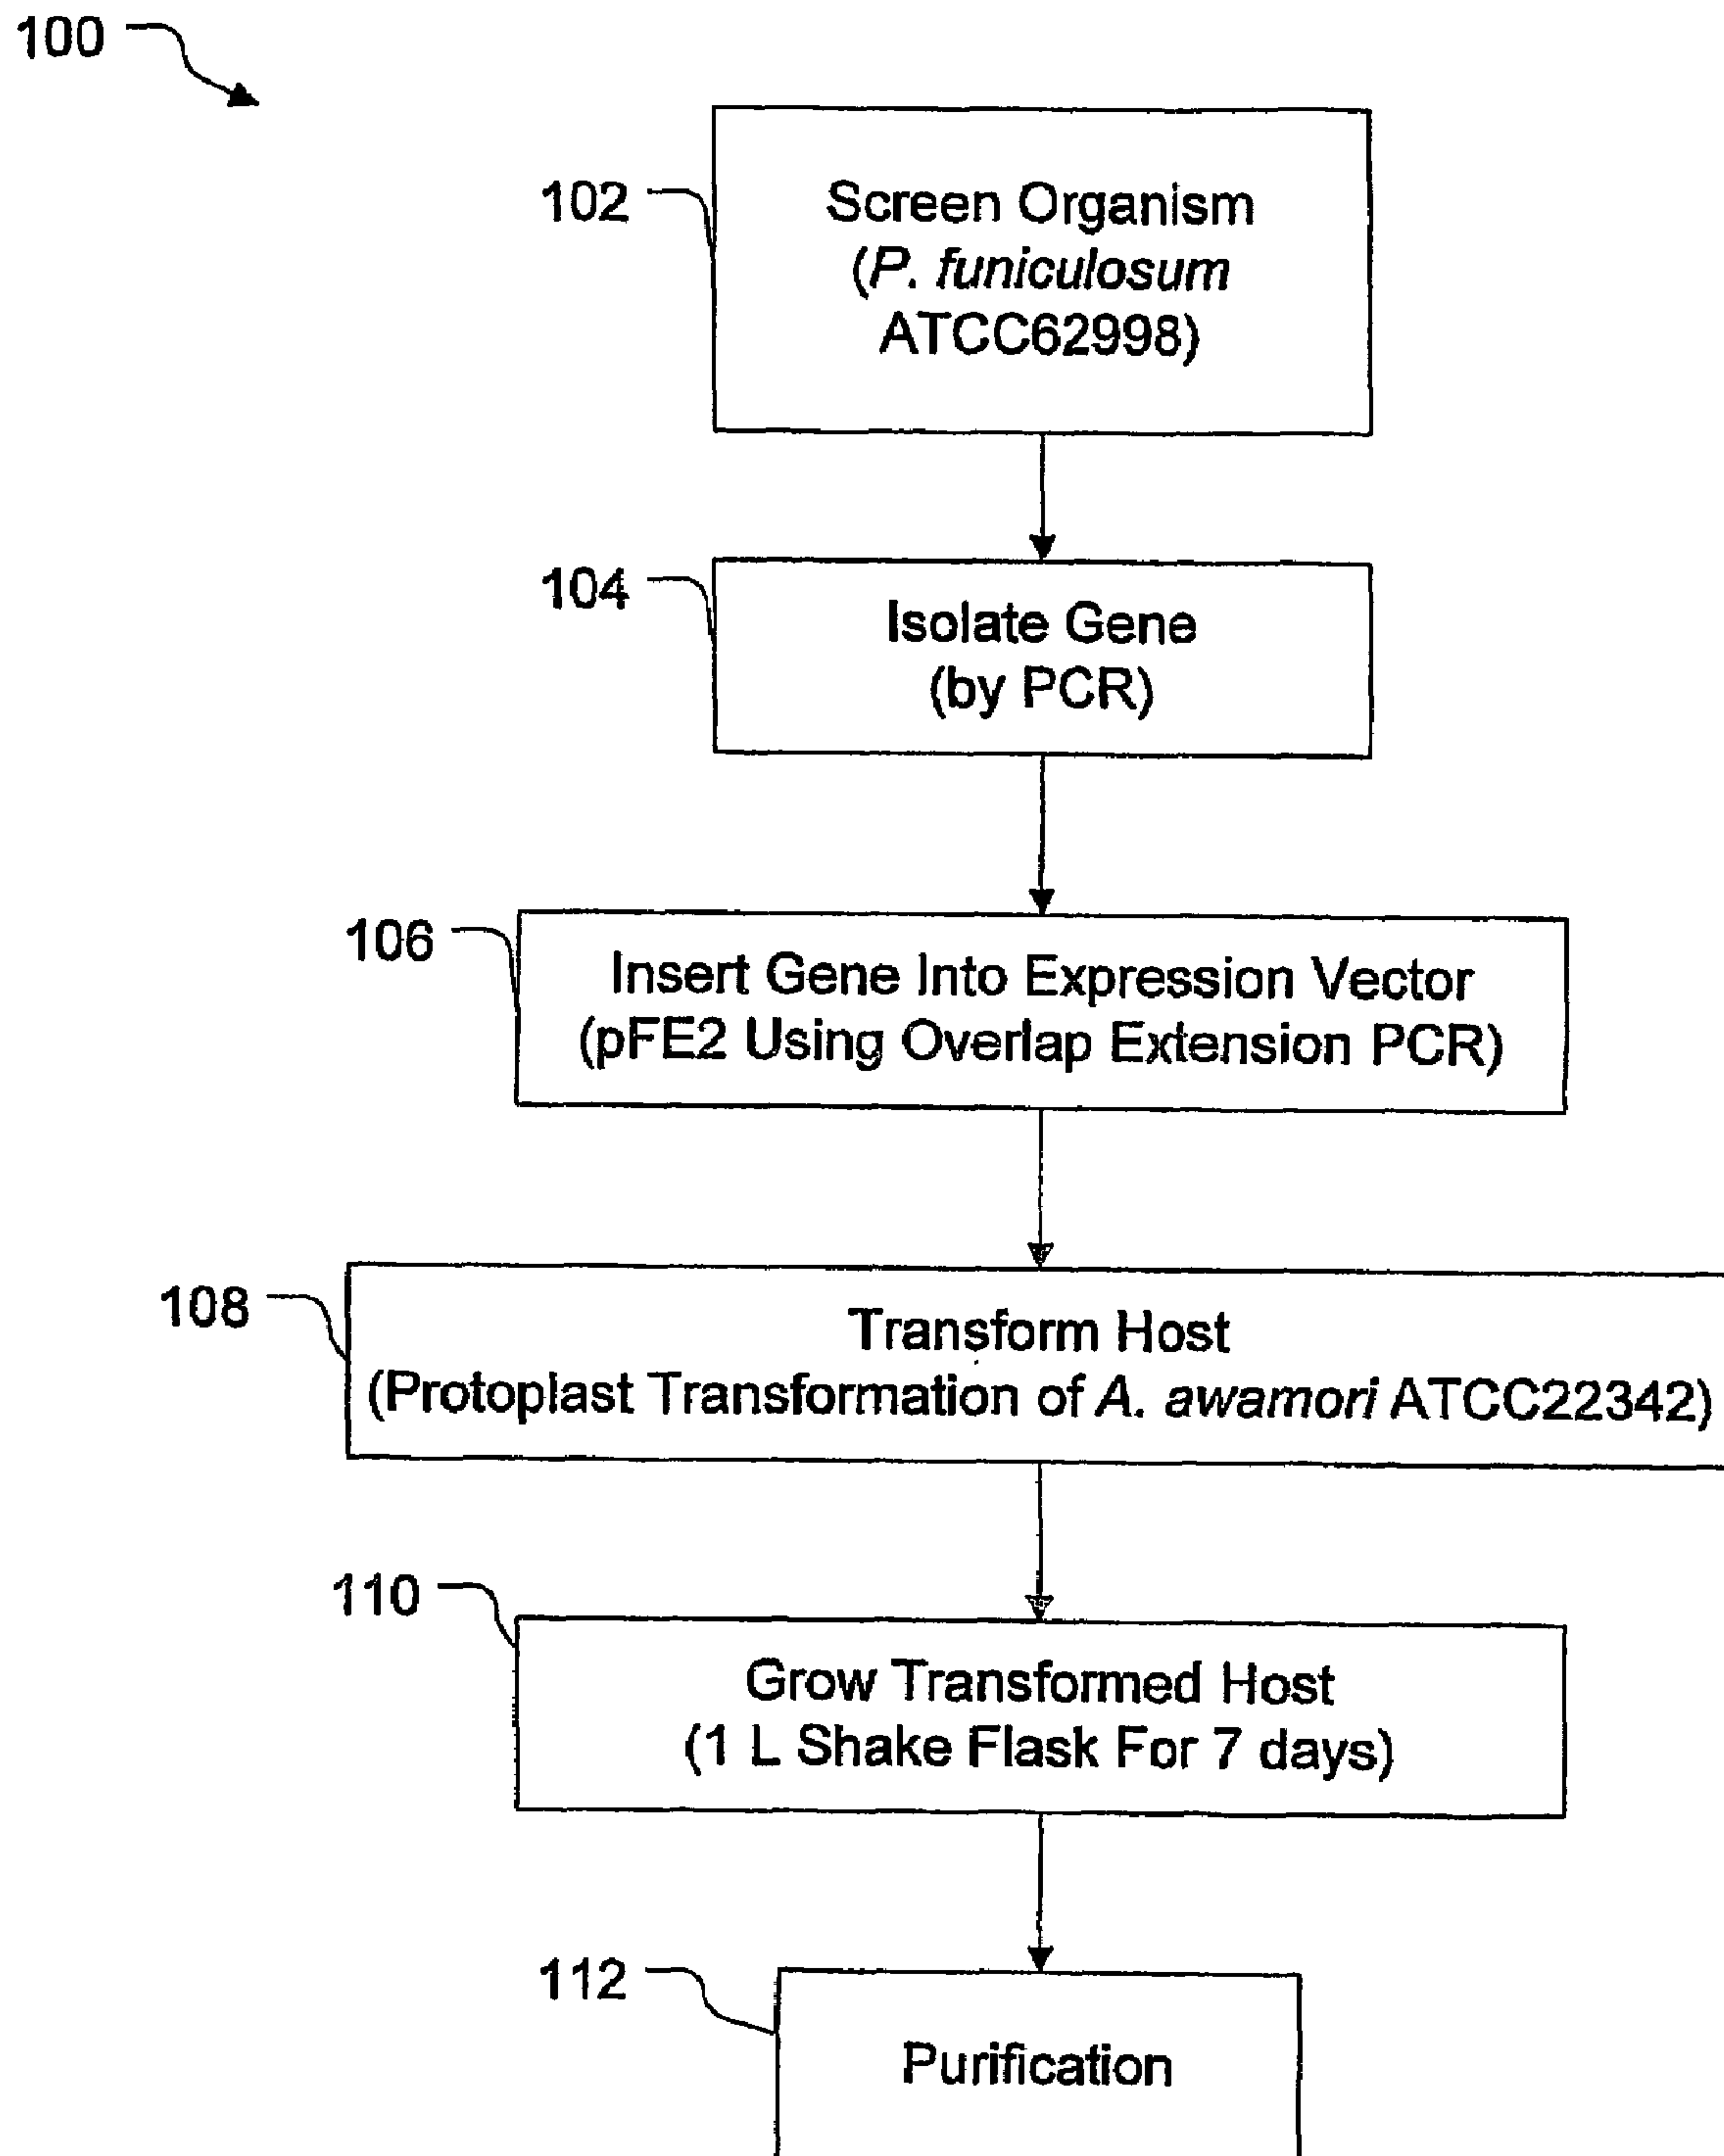 100
102
Screen Organism
(P. funiculosum
ATCC62998)
104
Isolate Gene
(by PCR)
106
Insert Gene Into Expression Vector
(pFE2 Using Overlap Extension PCR)
108
Transform Host
(Protoplast Transformation of A. awamori ATCC22342)
110
Grow Transformed Host
(1 L Shake Flask For 7 days)
112
Purification